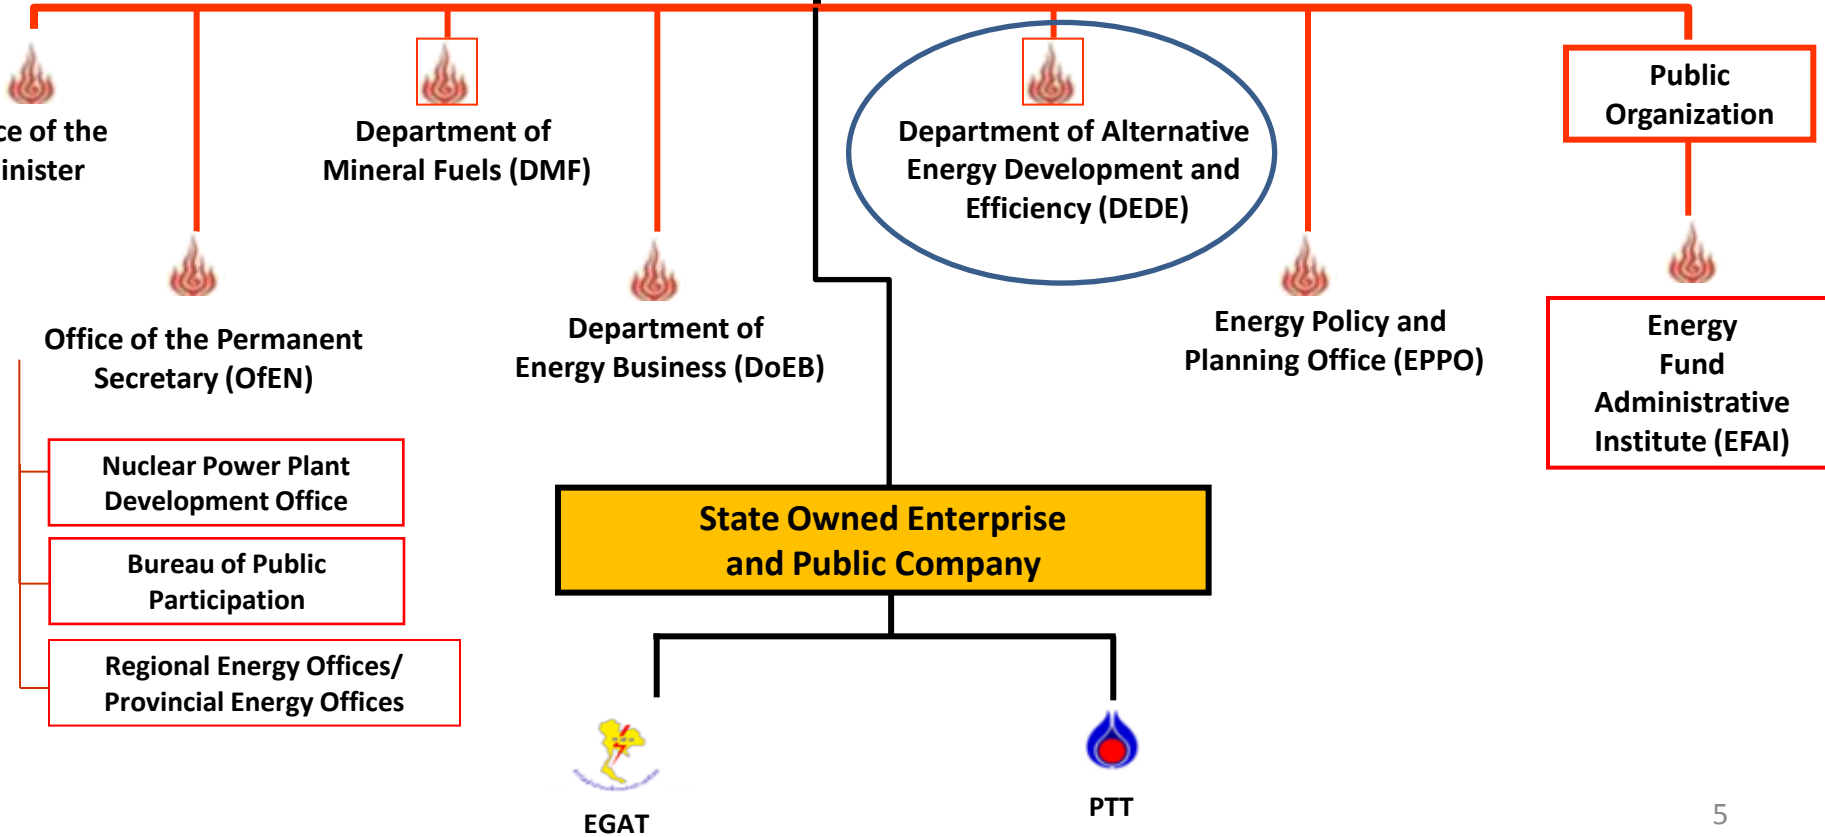 ce of the
inister
Department of
Mineral Fuels (DMF)
Department of Alternative
Energy Development and
Efficiency (DEDE)
Public
Organization
Office of the Permanent
Secretary (OfEN)
Department of
Energy Business (DoEB)
Energy Policy and
Planning Office (EPPO)
Energy
Fund
Administrative
Institute (EFAI)
Nuclear Power Plant
Development Office
Bureau of Public
Participation
Regional Energy Offices/
Provincial Energy Offices
State Owned Enterprise
and Public Company
EGAT
PTT
5